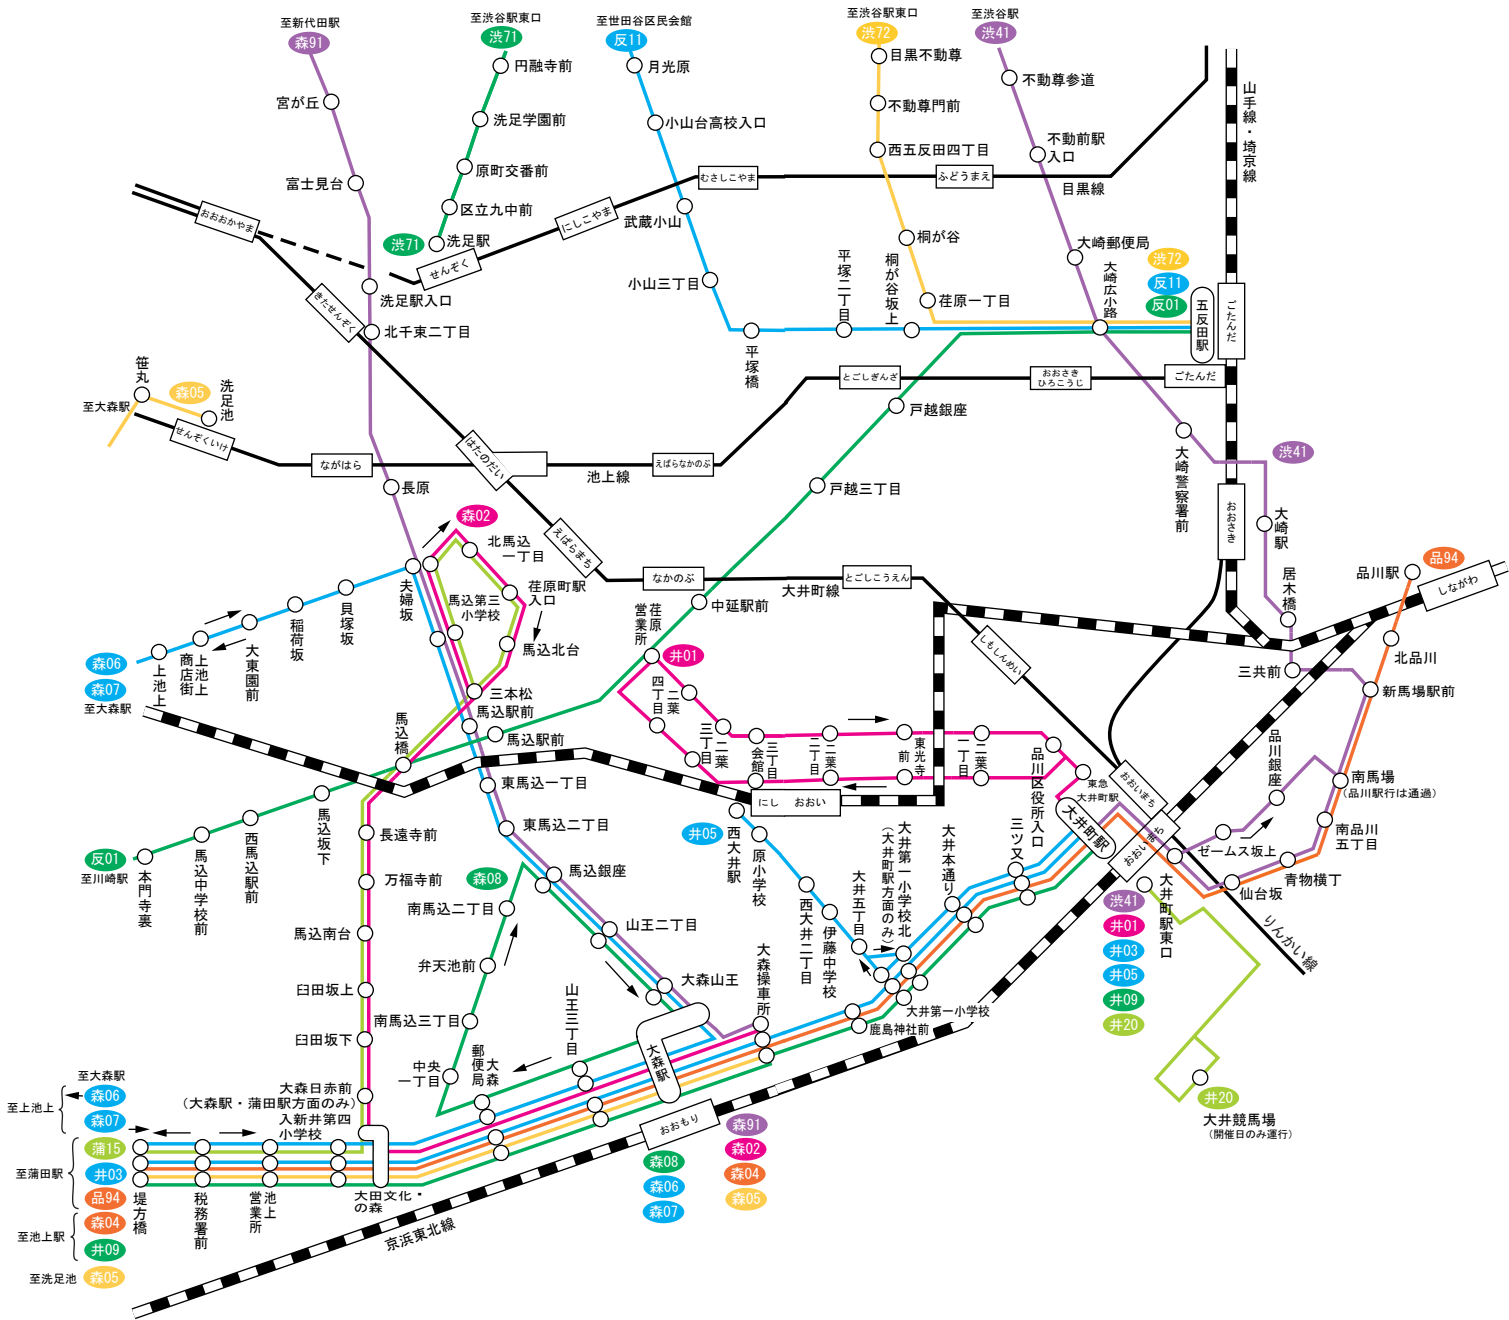 至新代田駅
森91
至渋谷駅東口
渋71
至世田谷区民会館
反11
至渋谷駅東口
渋72
至渋谷駅
渋41
宮が丘
富士見台
円融寺前
洗足学園前
原町交番前
区立九中前
渋71
洗足駅
月光原
小山台高校入口
武蔵小山
小山三丁目
平塚橋
平塚二丁目
桐が谷坂上
目黒不動尊
不動尊門前
西五反田四丁目
桐が谷
荏原一丁目
不動尊参道
不動前駅
入口
目黒線
大崎郵便局
大崎広小路
渋72
反11
反01
五反田駅
山手線・埼京線
おおおかやま
きたせんぞく
せんぞく
にしこやま
むさしこやま
ふどうまえ
ごたんだ
洗足駅入口
北千束二丁目
笹丸
森05
洗足池
至大森駅
せんぞくいけ
ながはら
はたのだい
池上線
えばらなかのぶ
とごしぎんざ
おおさき
ひろこうじ
ごたんだ
戸越銀座
戸越三丁目
大崎警察署前
渋41
おおさき
大崎駅
居木橋
長原
森02
北馬込
一丁目
えばらまち
なかのぶ
大井町線
とごしこうえん
しもしんめい
品94
品川駅
しながわ
北品川
三共前
新馬場駅前
夫婦坂
貝塚坂
稲荷坂
大東園前
上池上
商店街
上池上
森06
森07
至大森駅
馬込第三
小学校
荏原町駅
入口
馬込北台
三本松
荏原
営業所
中延駅前
井01
二葉
四丁目
二葉
三丁目
三丁目
会館
二葉
二丁目
東光寺
前
二葉
一丁目
品川区役所入口
東急
大井町駅
おおいまち
大井町駅
おおいまち
品川銀座
南馬場
(品川駅行は通過)
南品川
五丁目
ゼームス坂上
青物横丁
仙台坂
りんかい線
馬込駅前
馬込駅前
馬込橋
東馬込一丁目
東馬込二丁目
馬込銀座
山王二丁目
大森山王
馬込坂下
西馬込駅前
馬込中学校前
本門寺裏
反01
至川崎駅
長遠寺前
万福寺前
馬込南台
臼田坂上
臼田坂下
大森日赤前
(大森駅・蒲田駅方面のみ)
入新井第四
小学校
森08
南馬込二丁目
弁天池前
南馬込三丁目
中央
一丁目
大森
郵便局
山王三丁目
大森駅
大森操車所
にし おおい
井05
西大井駅
原小学校
西大井二丁目
伊藤中学校
大井五丁目
大井第一小学校北
(大井町駅方面のみ)
大井本通り
三ツ又
大井第一小学校
鹿島神社前
大井町駅東口
渋41
井01
井03
井05
井09
井20
井20
大井競馬場
(開催日のみ運行)
至大森駅
森06
至上池上
森07
蒲15
至蒲田駅
井03
品94
森04
至池上駅
井09
至洗足池
森05
堤方橋
税務署前
池上
営業所
大田文化・
の森
京浜東北線
おおもり
森08
森06
森07
森91
森02
森04
森05